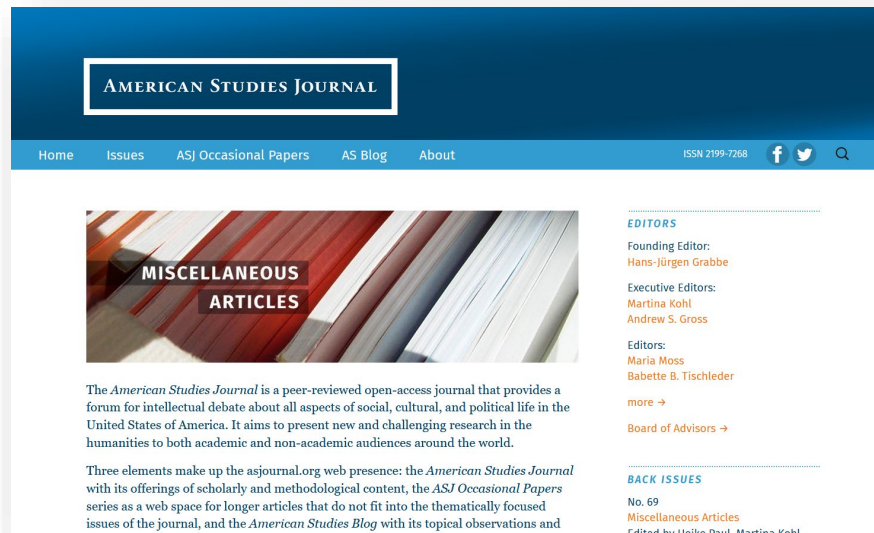 AMERICAN STUDIES JOURNAL
Home Issues ASJ Occasional Papers AS Blog About ISSN 2199-7268
MISCELLANEOUS
ARTICLES
The American Studies Journal is a peer-reviewed open-access journal that provides a
forum for intellectual debate about all aspects of social, cultural, and political life in the
United States of America. It aims to present new and challenging research in the
humanities to both academic and non-academic audiences around the world.
Three elements make up the asjournal.org web presence: the American Studies Journal
with its offerings of scholarly and methodological content, the ASJ Occasional Papers
series as a web space for longer articles that do not fit into the thematically focused
issues of the journal, and the American Studies Blog with its topical observations and
EDITORS
Founding Editor:
Hans-Jürgen Grabbe
Executive Editors:
Martina Kohl
Andrew S. Gross
Editors:
Maria Moss
Babette B. Tischleder
more →
Board of Advisors →
BACK ISSUES
No. 69
Miscellaneous Articles
Edited by Heike Paul, Martina Kohl